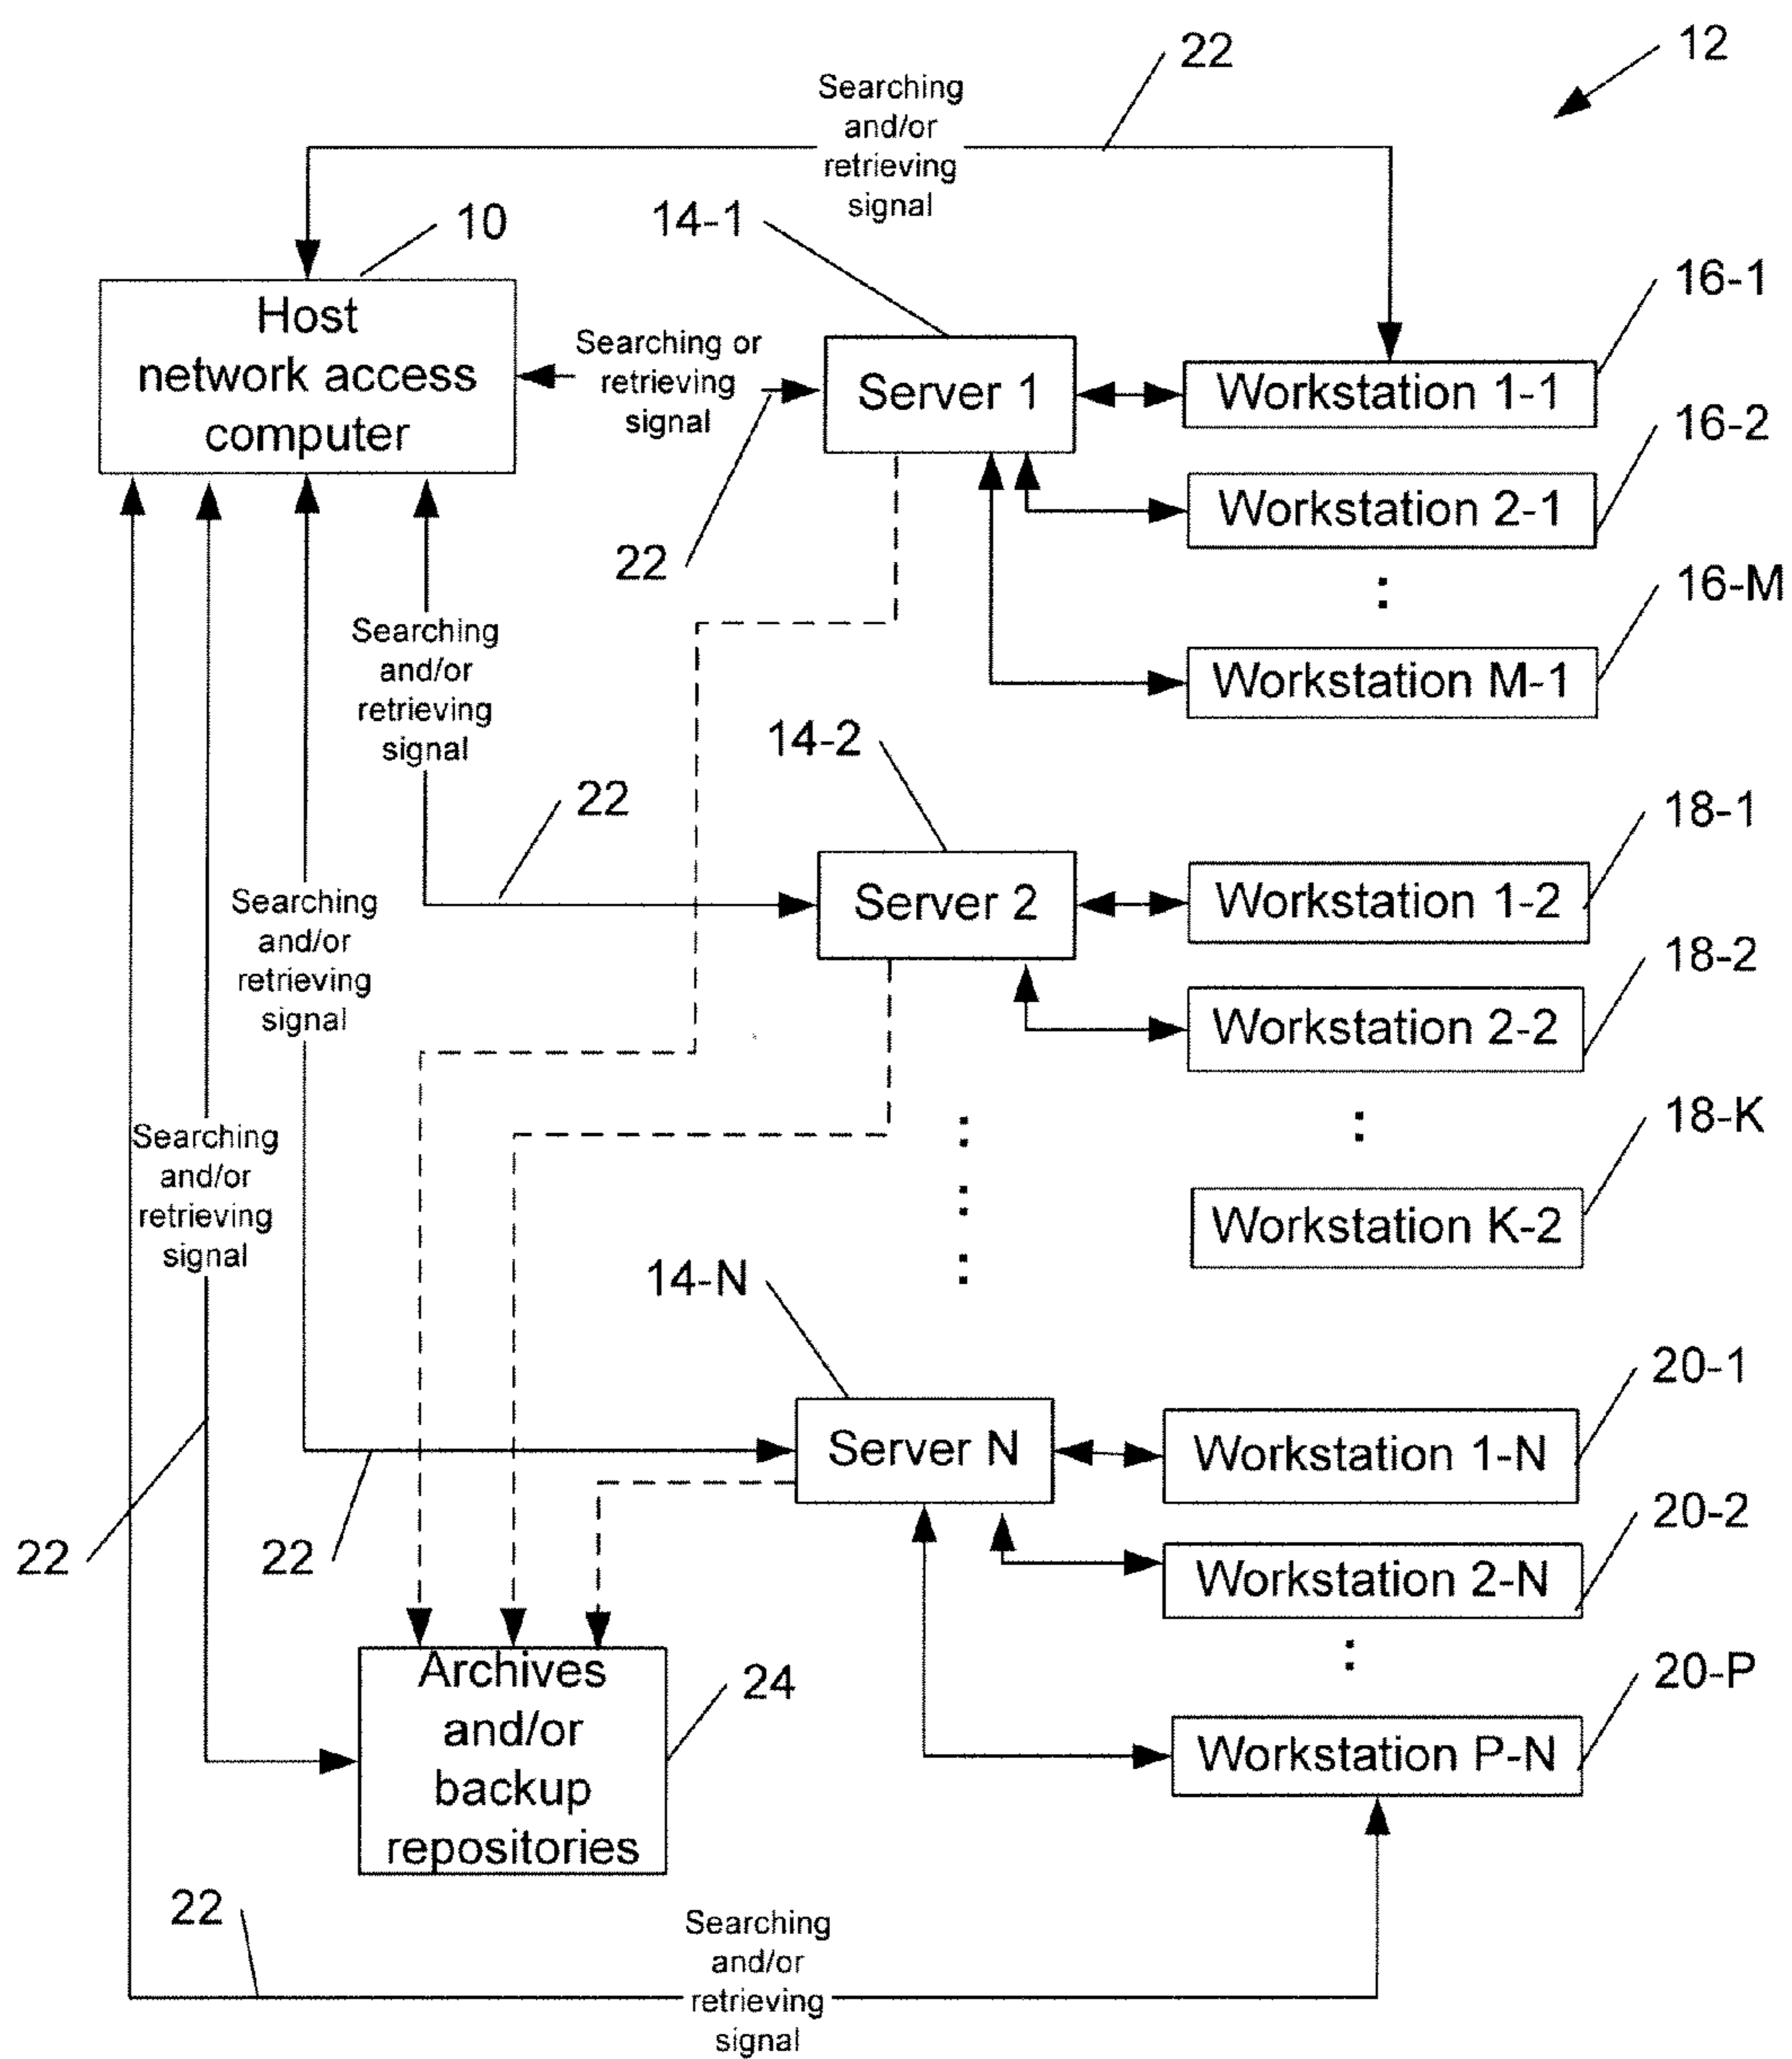 12
22
Searching
and/or
retrieving
signal
10
14-1
16-1
Host
network access
computer
Searching or
retrieving
signal
22
Server 1
Workstation 1-1
16-2
Workstation 2-1
22
:
16-M
Workstation M-1
Searching
and/or
retrieving
signal
14-2
22
18-1
Server 2
Workstation 1-2
Searching
and/or
retrieving
signal
18-2
Workstation 2-2
:
18-K
Workstation K-2
Searching
and/or
retrieving
signal
14-N
20-1
Server N
Workstation 1-N
22
22
20-2
Workstation 2-N
:
20-P
Archives
and/or
backup
repositories
24
Workstation P-N
22
Searching
and/or
retrieving
signal